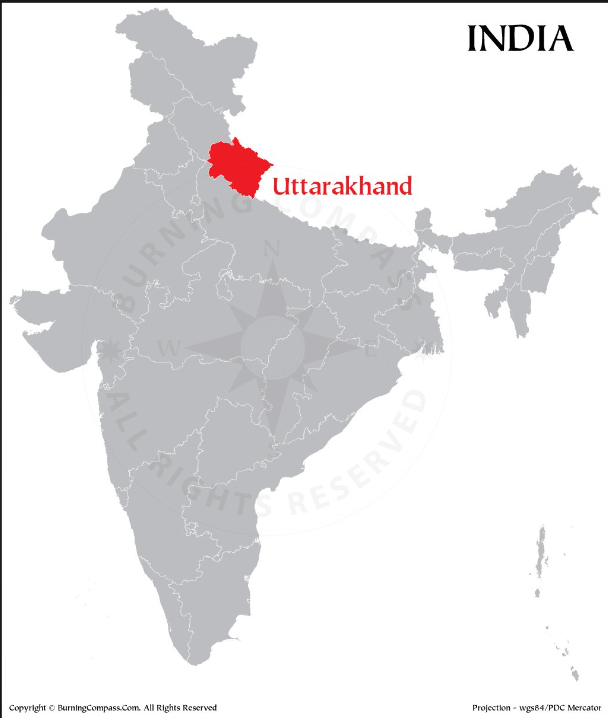 INDIA
Uttarakhand
BURNING COMPASS
N
W
E
ALL RIGHTS RESERVED
Copyright © BurningCompass.Com. All Rights Reserved
Projection - wgs84/PDC Mercator